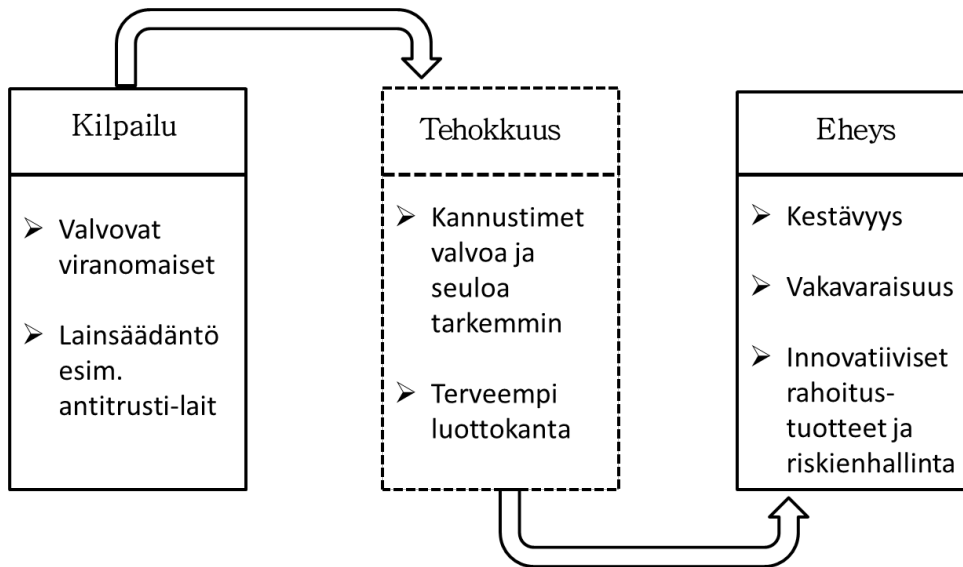 Kilpailu
➢ Valvovat
viranomaiset
➢ Lainsäädäntö
esim.
antitrusti-lait
Tehokkuus
➢ Kannustimet
valvoa ja
seuloa
tarkemmin
➢ Terveempi
luottokanta
Eheys
➢ Kestävyys
➢ Vakavaraisuus
➢ Innovatiiviset
rahoitus-
tuotteet ja
riskienhallinta